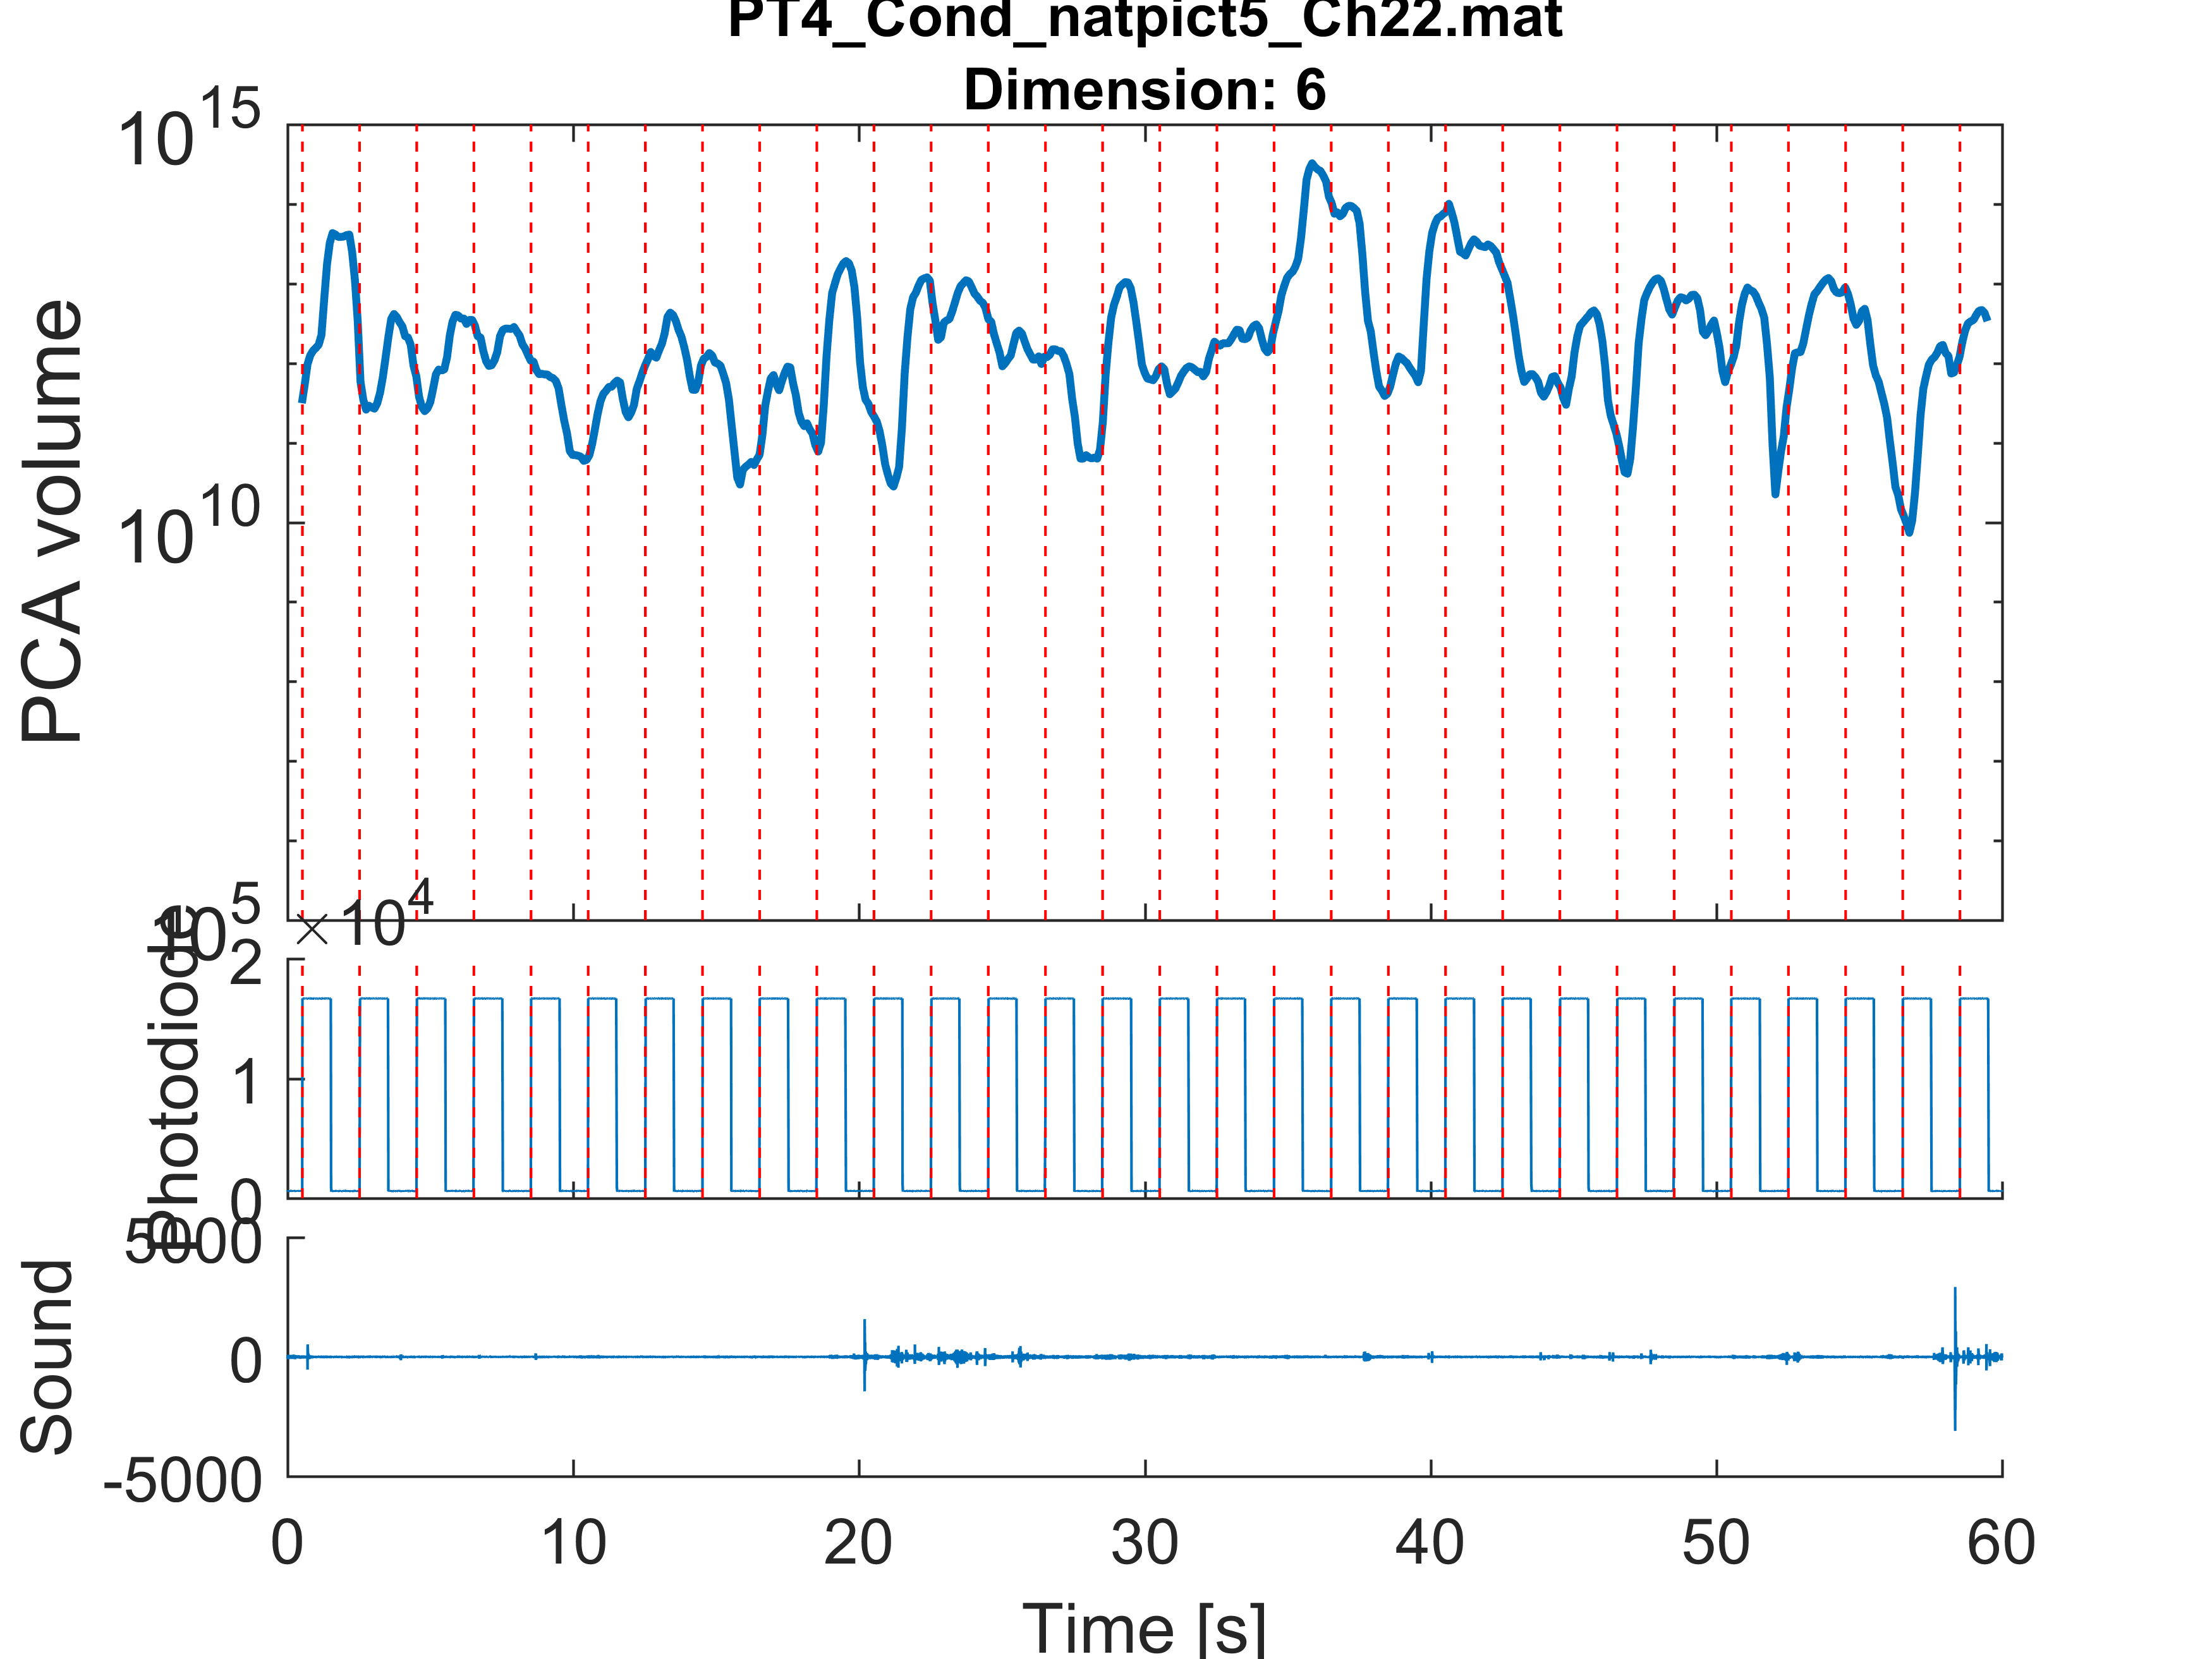 PT4_Cond_natpict5_Ch22.mat
Dimension: 6
10^15
10^10
10^5
PCA volume
×10^4
2
1
0
Photodiode
5000
0
-5000
Sound
0 10 20 30 40 50 60
Time [s]